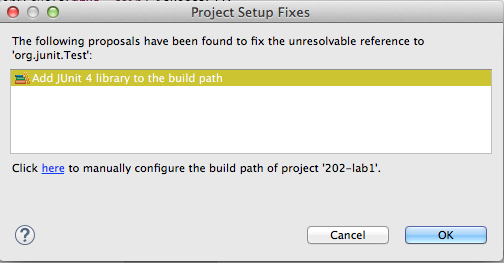 Project Setup Fixes
The following proposals have been found to fix the unresolvable reference to
'org.junit.Test':
Add JUnit 4 library to the build path
Click here to manually configure the build path of project '202-lab1'.
?
Cancel
OK